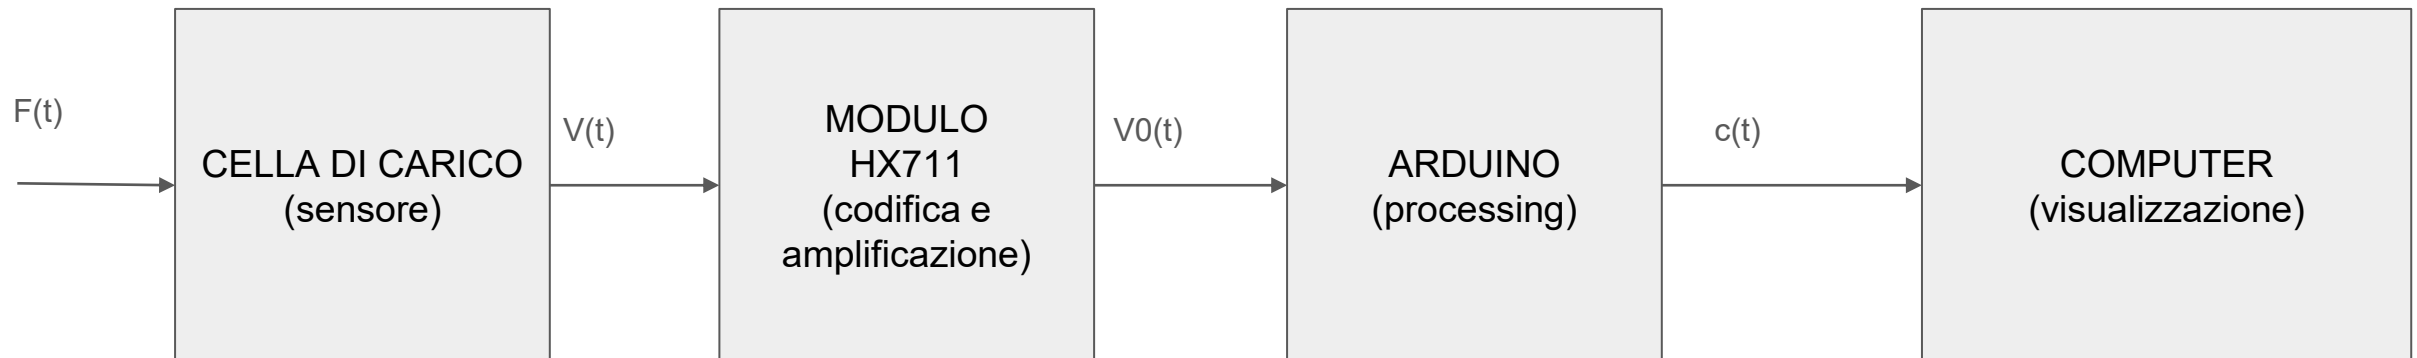 F(t)
CELLA DI CARICO
(sensore)
V(t)
MODULO
HX711
(codifica e
amplificazione)
V0(t)
ARDUINO
(processing)
c(t)
COMPUTER
(visualizzazione)